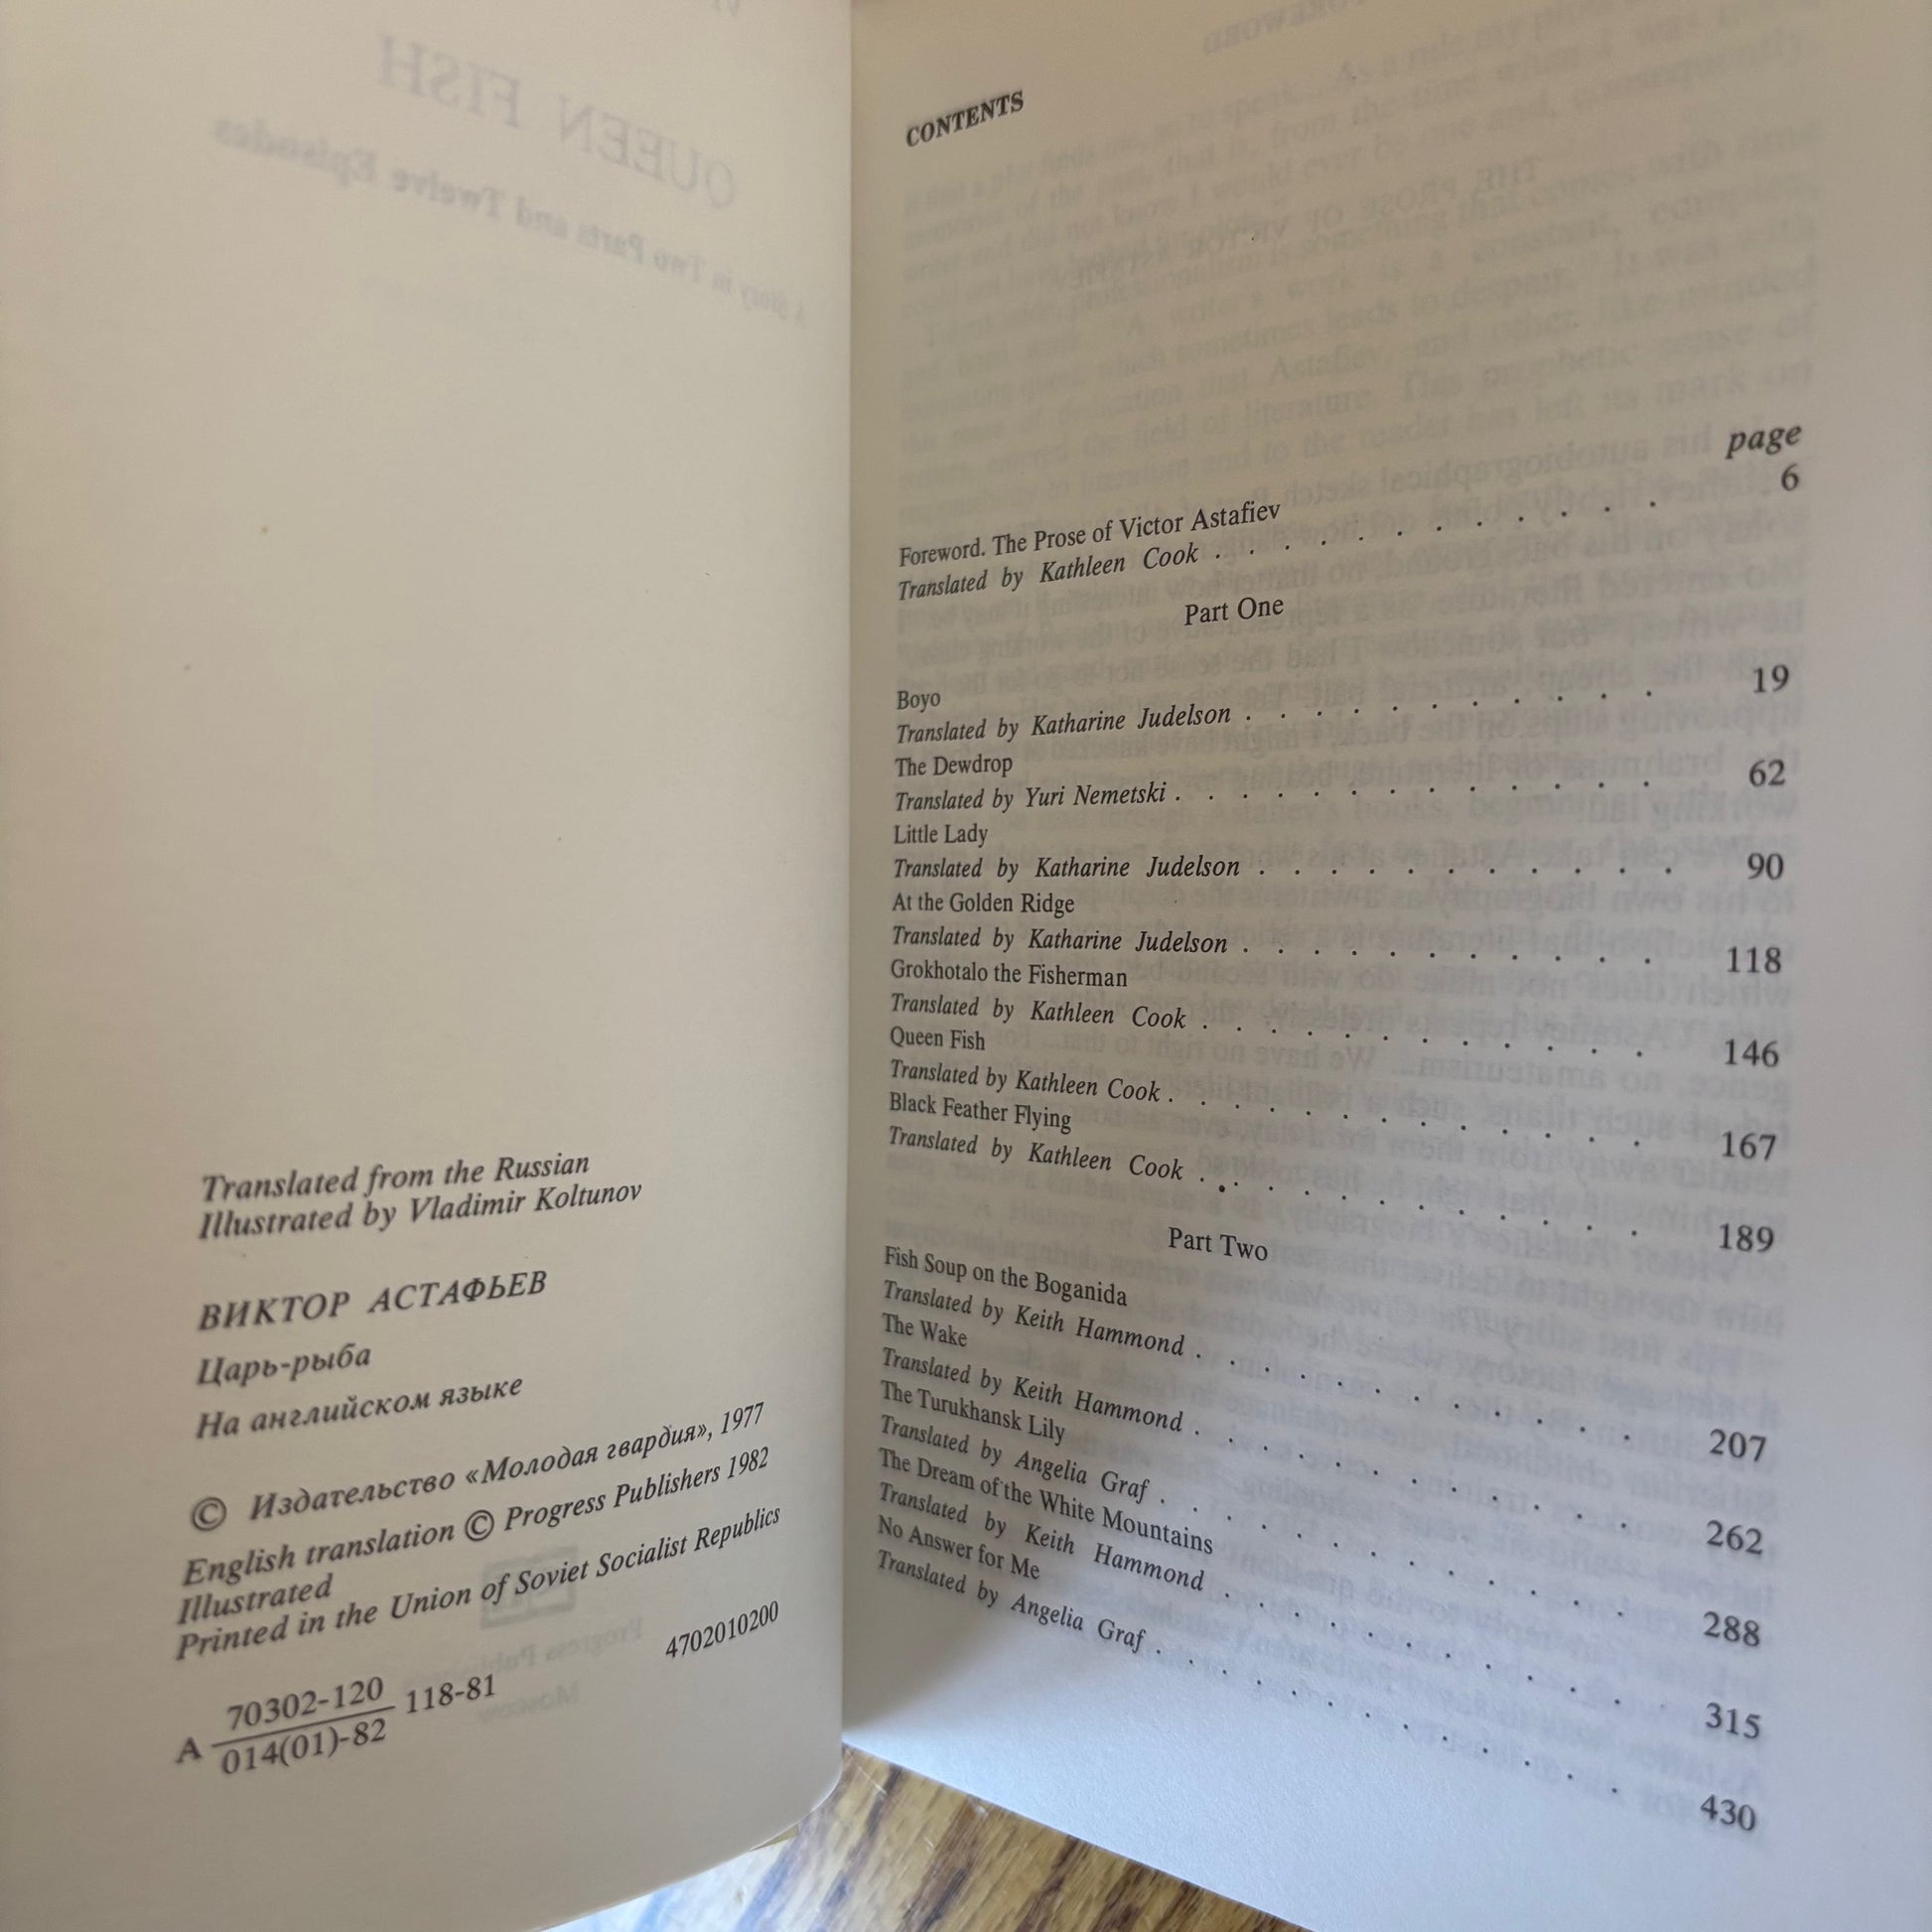 Translated from the Russian
Illustrated by Vladimir Koltunov
ВИКТОР АСТАФЬЕВ
Царь-рыба
На английском языке
© Издательство «Молодая гвардия», 1977
English translation © Progress Publishers 1982
Illustrated
Printed in the Union of Soviet Socialist Republics
4702010200
А 70302-120 118-81
014(01)-82
CONTENTS
page
Foreword. The Prose of Victor Astafiev
Translated by Kathleen Cook . . . . . . . . . . . 6
Part One
Boyo
Translated by Katharine Judelson . . . . . . . . . . . . 19
The Dewdrop
Translated by Yuri Nemetski . . . . . . . . . . . . . . 62
Little Lady
Translated by Katharine Judelson . . . . . . . . . . . . 90
At the Golden Ridge
Translated by Katharine Judelson . . . . . . . . . . . . 118
Grokhotalo the Fisherman
Translated by Kathleen Cook . . . . . . . . . . . . . 146
Queen Fish
Translated by Kathleen Cook . . . . . . . . . . . . . . 167
Black Feather Flying
Translated by Kathleen Cook . . . . . . . . . . . . . 189
Part Two
Fish Soup on the Boganida
Translated by Keith Hammond . . . . . . . . . . . . . 207
The Wake
Translated by Keith Hammond . . . . . . . . . . . . . 262
The Turukhansk Lily
Translated by Angelia Graf . . . . . . . . . . . . . . 288
The Dream of the White Mountains
Translated by Keith Hammond . . . . . . . . . . . . . 315
No Answer for Me
Translated by Angelia Graf . . . . . . . . . . . . . . 430